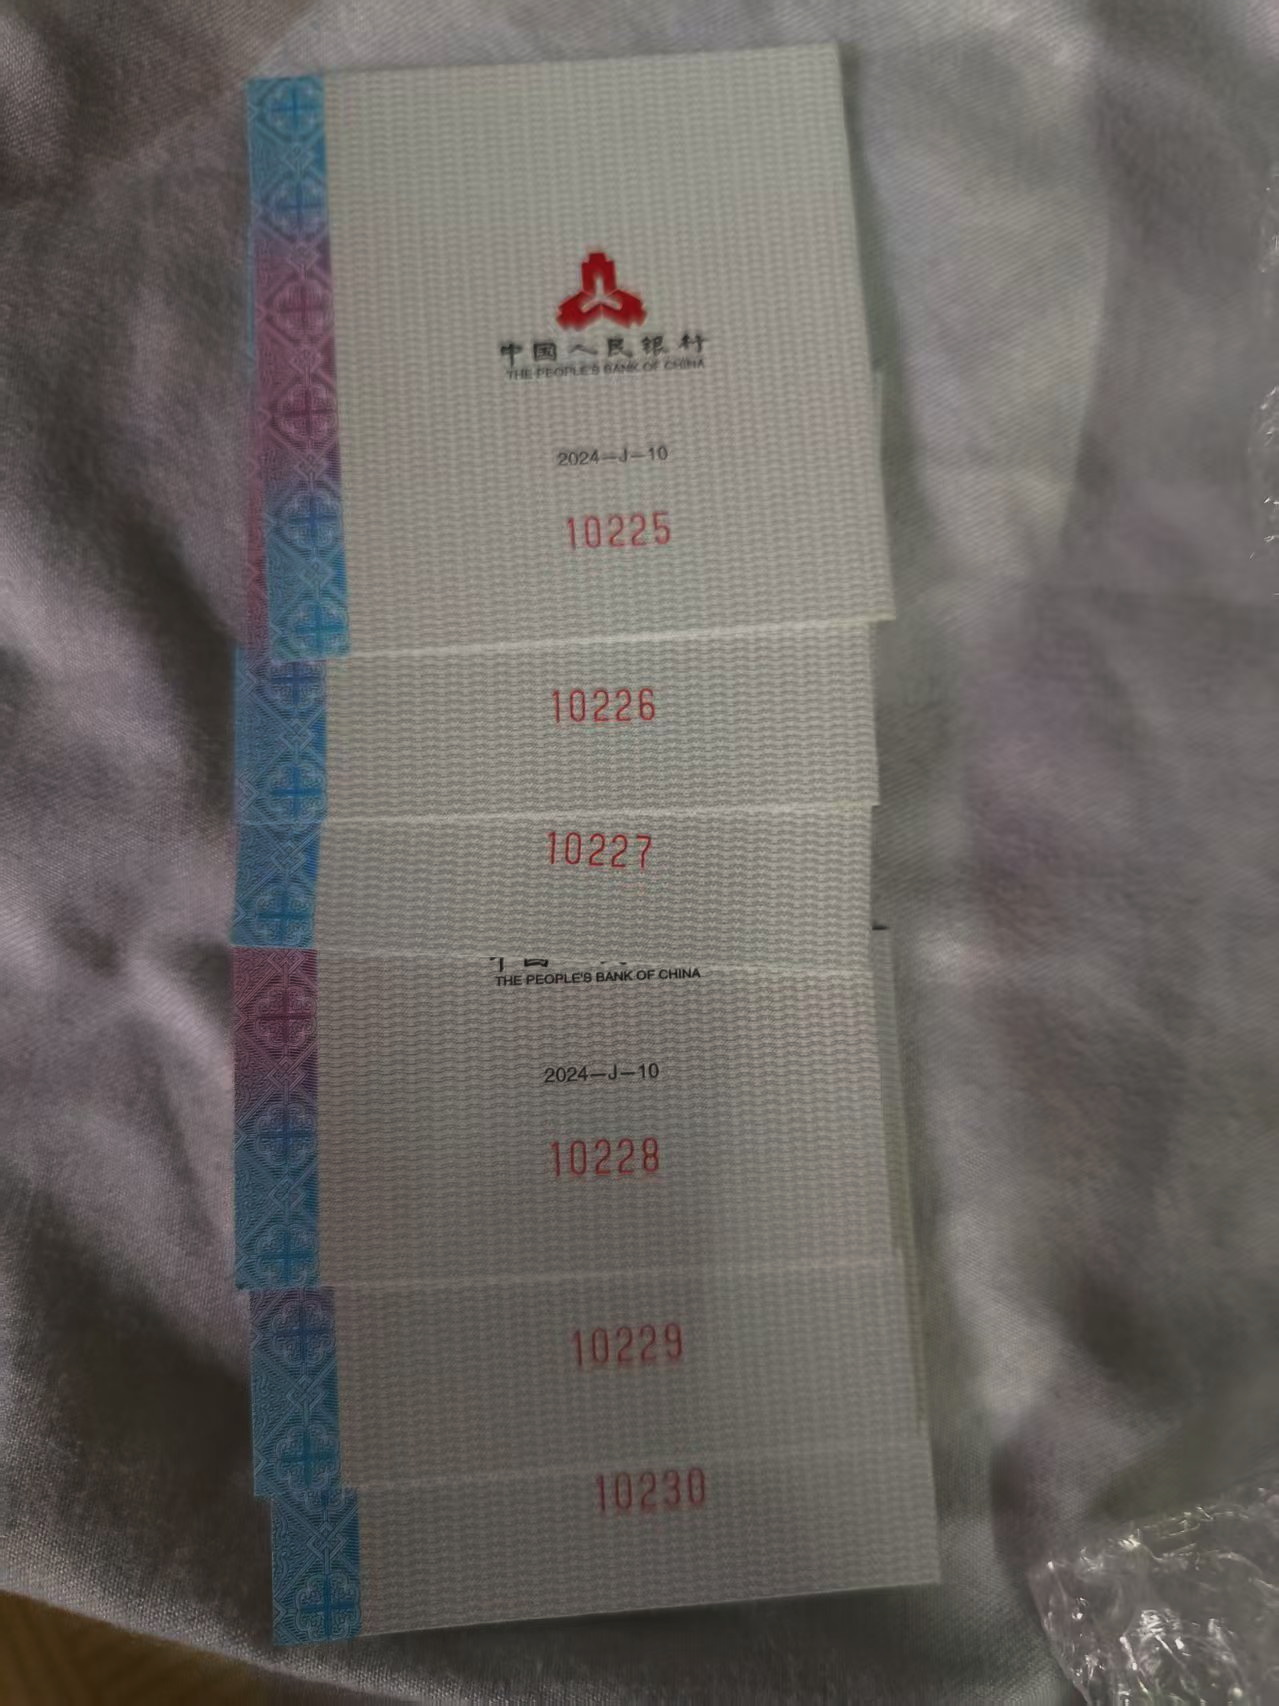 中国人民银行
THE PEOPLE'S BANK OF CHINA
2024—J—10
10225
10226
10227
THE PEOPLE'S BANK OF CHINA
2024—J—10
10228
10229
10230